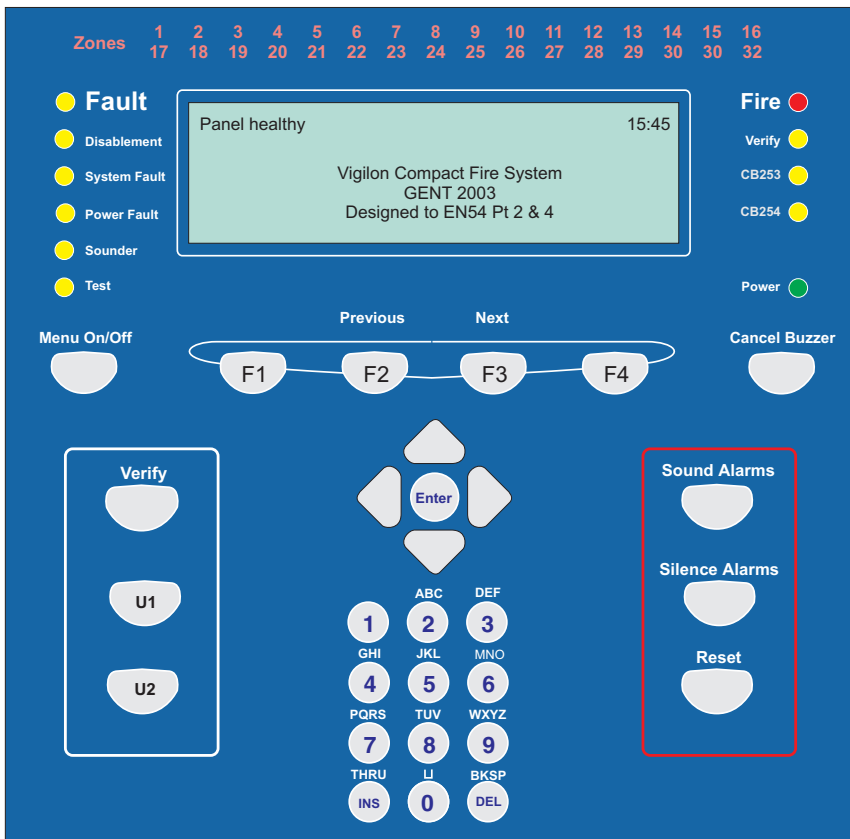 Zones 1 2 3 4 5 6 7 8 9 10 11 12 13 14 15 16
17 18 19 20 21 22 23 24 25 26 27 28 29 30 30 32
Fault
Disablement
System Fault
Power Fault
Sounder
Test
Panel healthy 15:45
Vigilon Compact Fire System
GENT 2003
Designed to EN54 Pt 2 & 4
Fire
Verify
CB253
CB254
Power
Menu On/Off
Previous Next
F1 F2 F3 F4
Cancel Buzzer
Verify
U1
U2
Enter
ABC DEF
1 2 3
GHI JKL MNO
4 5 6
PQRS TUV WXYZ
7 8 9
THRU ⊔ BKSP
INS 0 DEL
Sound Alarms
Silence Alarms
Reset